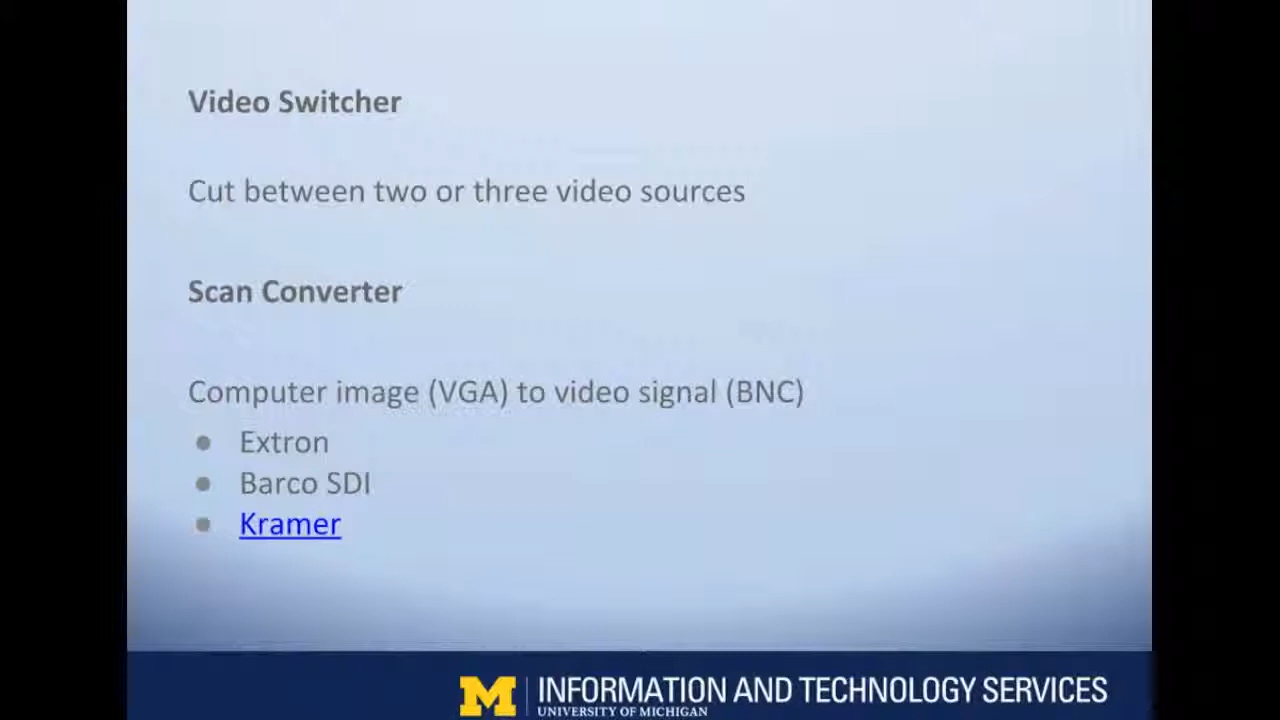 Video Switcher
Cut between two or three video sources
Scan Converter
Computer image (VGA) to video signal (BNC)
● Extron
● Barco SDI
● Kramer
M INFORMATION AND TECHNOLOGY SERVICES
UNIVERSITY OF MICHIGAN